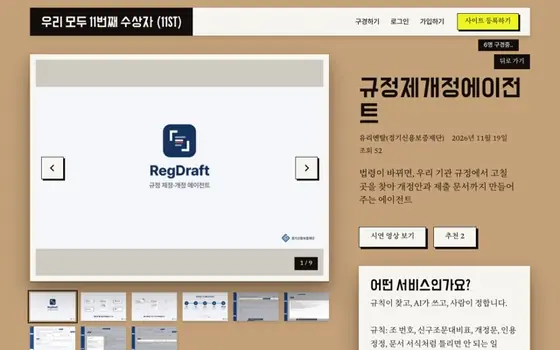 우리 모두 11번째 수상자 (11ST)
구경하기
로그인
가입하기
사이트 등록하기
6명 구경중..
뒤로 가기
RegDraft
규정 제정·개정 에이전트
경기신용보증재단
1 / 9
규정제개정에이전
트
유리멘탈(경기신용보증재단) 2026년 11월 19일
조회 52
법령이 바뀌면, 우리 기관 규정에서 고칠
곳을 찾아 개정안과 제출 문서까지 만들어
주는 에이전트
시연 영상 보기
추천 2
어떤 서비스인가요?
규칙이 찾고, AI가 쓰고, 사람이 정합니다.
규칙: 조 번호, 신구조문대비표, 개정문, 인용
정정, 문서 서식처럼 틀리면 안 되는 일